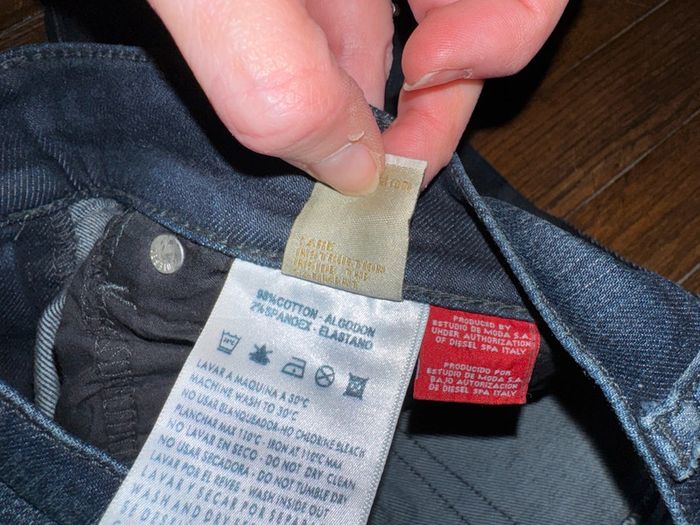 CARE
98%COTTON - ALGODON
2%SPANDEX - ELASTANO
LAVAR A MAQUINA A 30°C
MACHINE WASH TO 30°C
NO USAR BLANQUEADOR-NO CHLORINE BLEACH
PLANCHAR MAX 110°C - IRON AT 110°C MAX
NO LAVAR EN SECO - DO NOT DRY CLEAN
NO USAR SECADORA - DO NOT TUMBLE DRY
LAVAR POR EL REVES - WASH INSIDE OUT
LAVAR Y SECAR POR SEPARA
WASH AND DRY
SE DES
PRODUCED BY
ESTUDIO DE MODA S.A.
UNDER AUTHORIZATION
OF DIESEL SPA ITALY
PRODUCIDO POR
ESTUDIO DE MODA S.A.
BAJO AUTORIZACION
DE DIESEL SPA ITALY